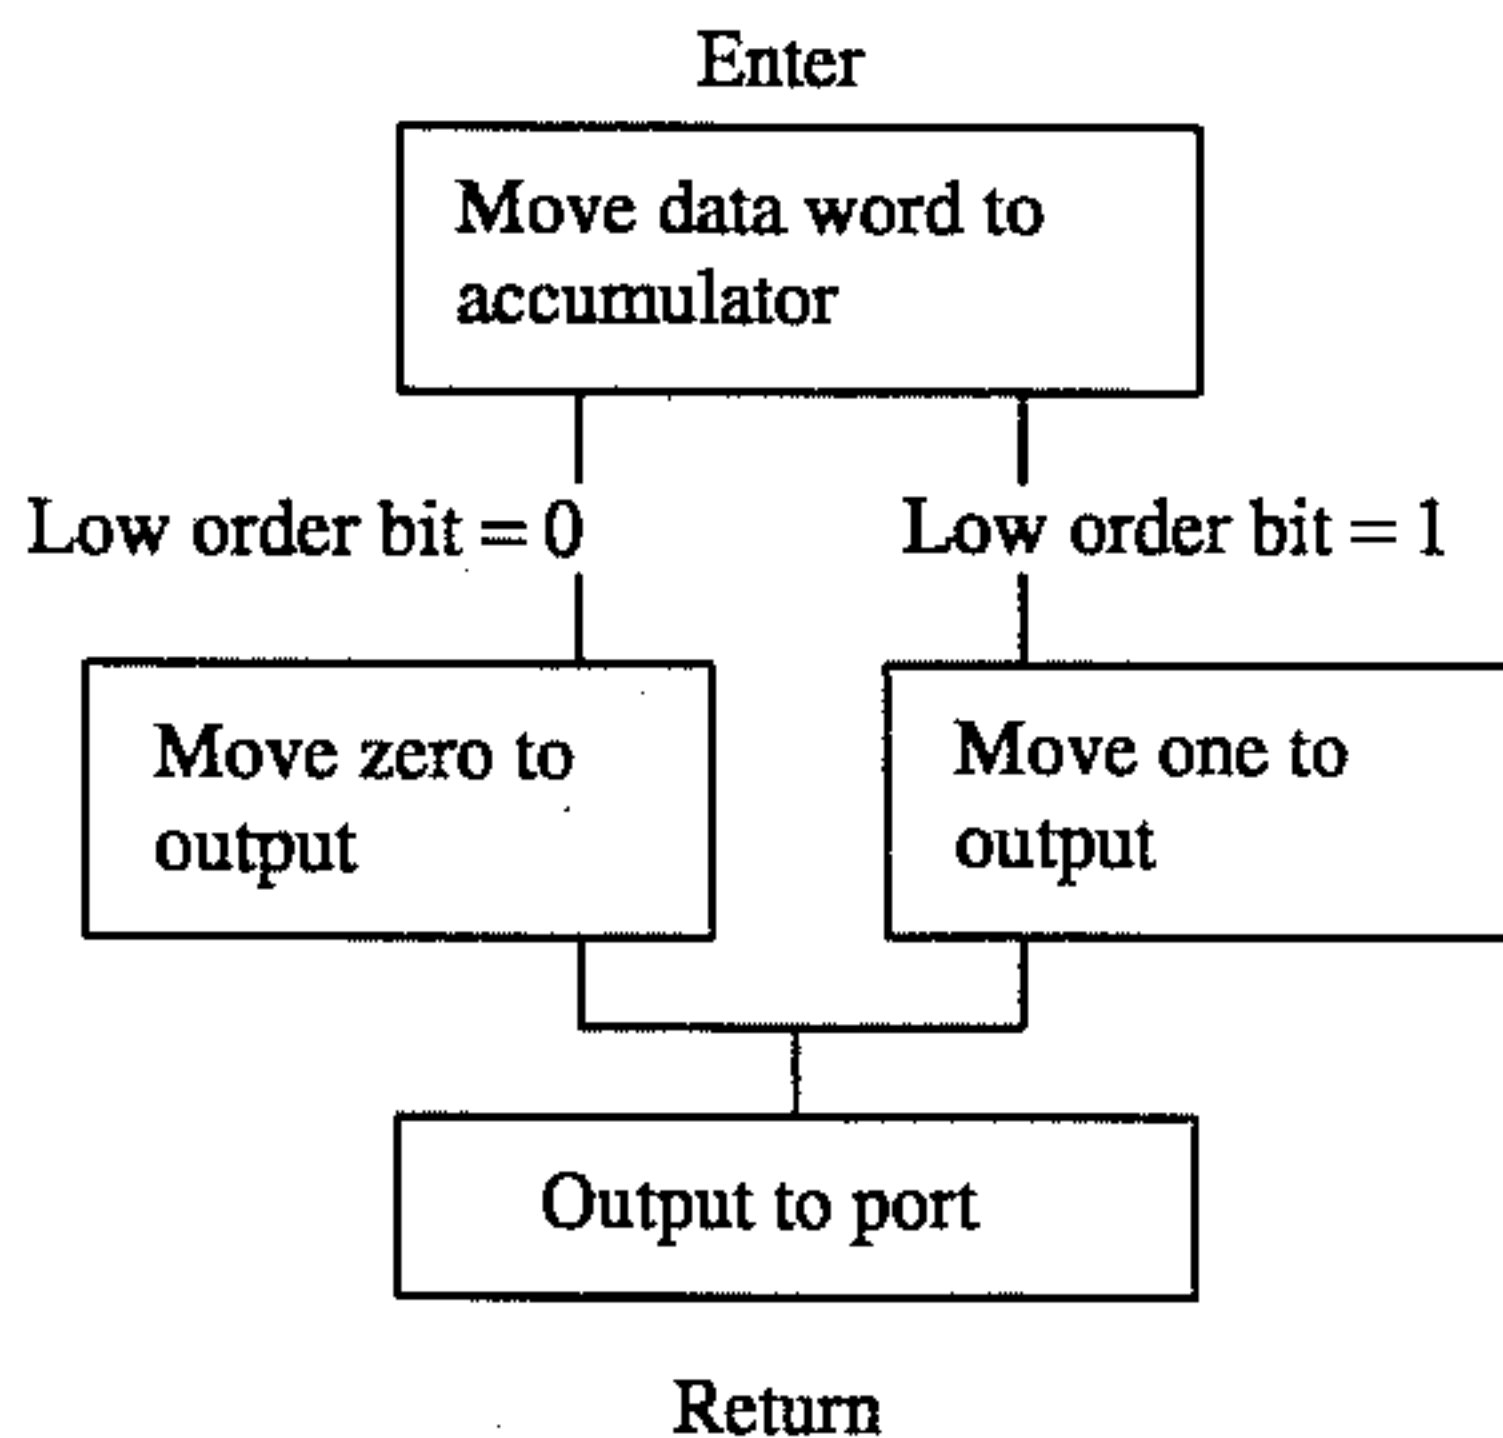 Enter
Move data word to
accumulator
Low order bit = 0
Low order bit = 1
Move zero to
output
Move one to
output
Output to port
Return